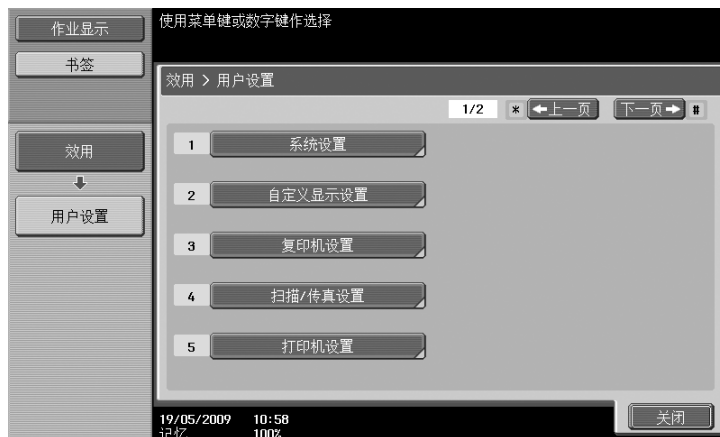 作业显示
书签
效用
用户设置
使用菜单键或数字键作选择
效用 > 用户设置
1/2 * ←上一页 下一页→ #
1 系统设置
2 自定义显示设置
3 复印机设置
4 扫描/传真设置
5 打印机设置
19/05/2009 10:58
记忆 100%
关闭